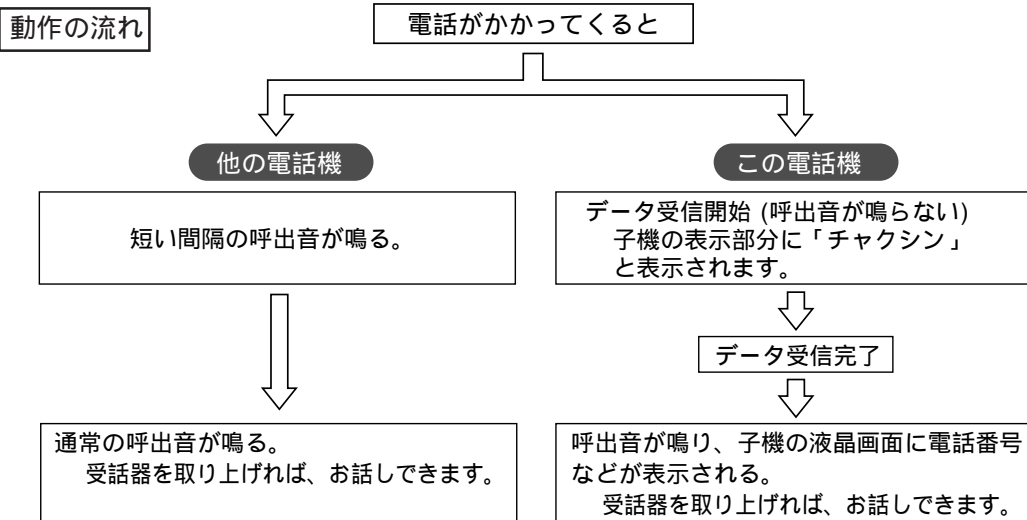 動作の流れ
電話がかかってくると
他の電話機
短い間隔の呼出音が鳴る。
通常の呼出音が鳴る。
受話器を取り上げれば、お話しできます。
この電話機
データ受信開始 (呼出音が鳴らない)
子機の表示部分に「チャクシン」
と表示されます。
データ受信完了
呼出音が鳴り、子機の液晶画面に電話番号
などが表示される。
受話器を取り上げれば、お話しできます。